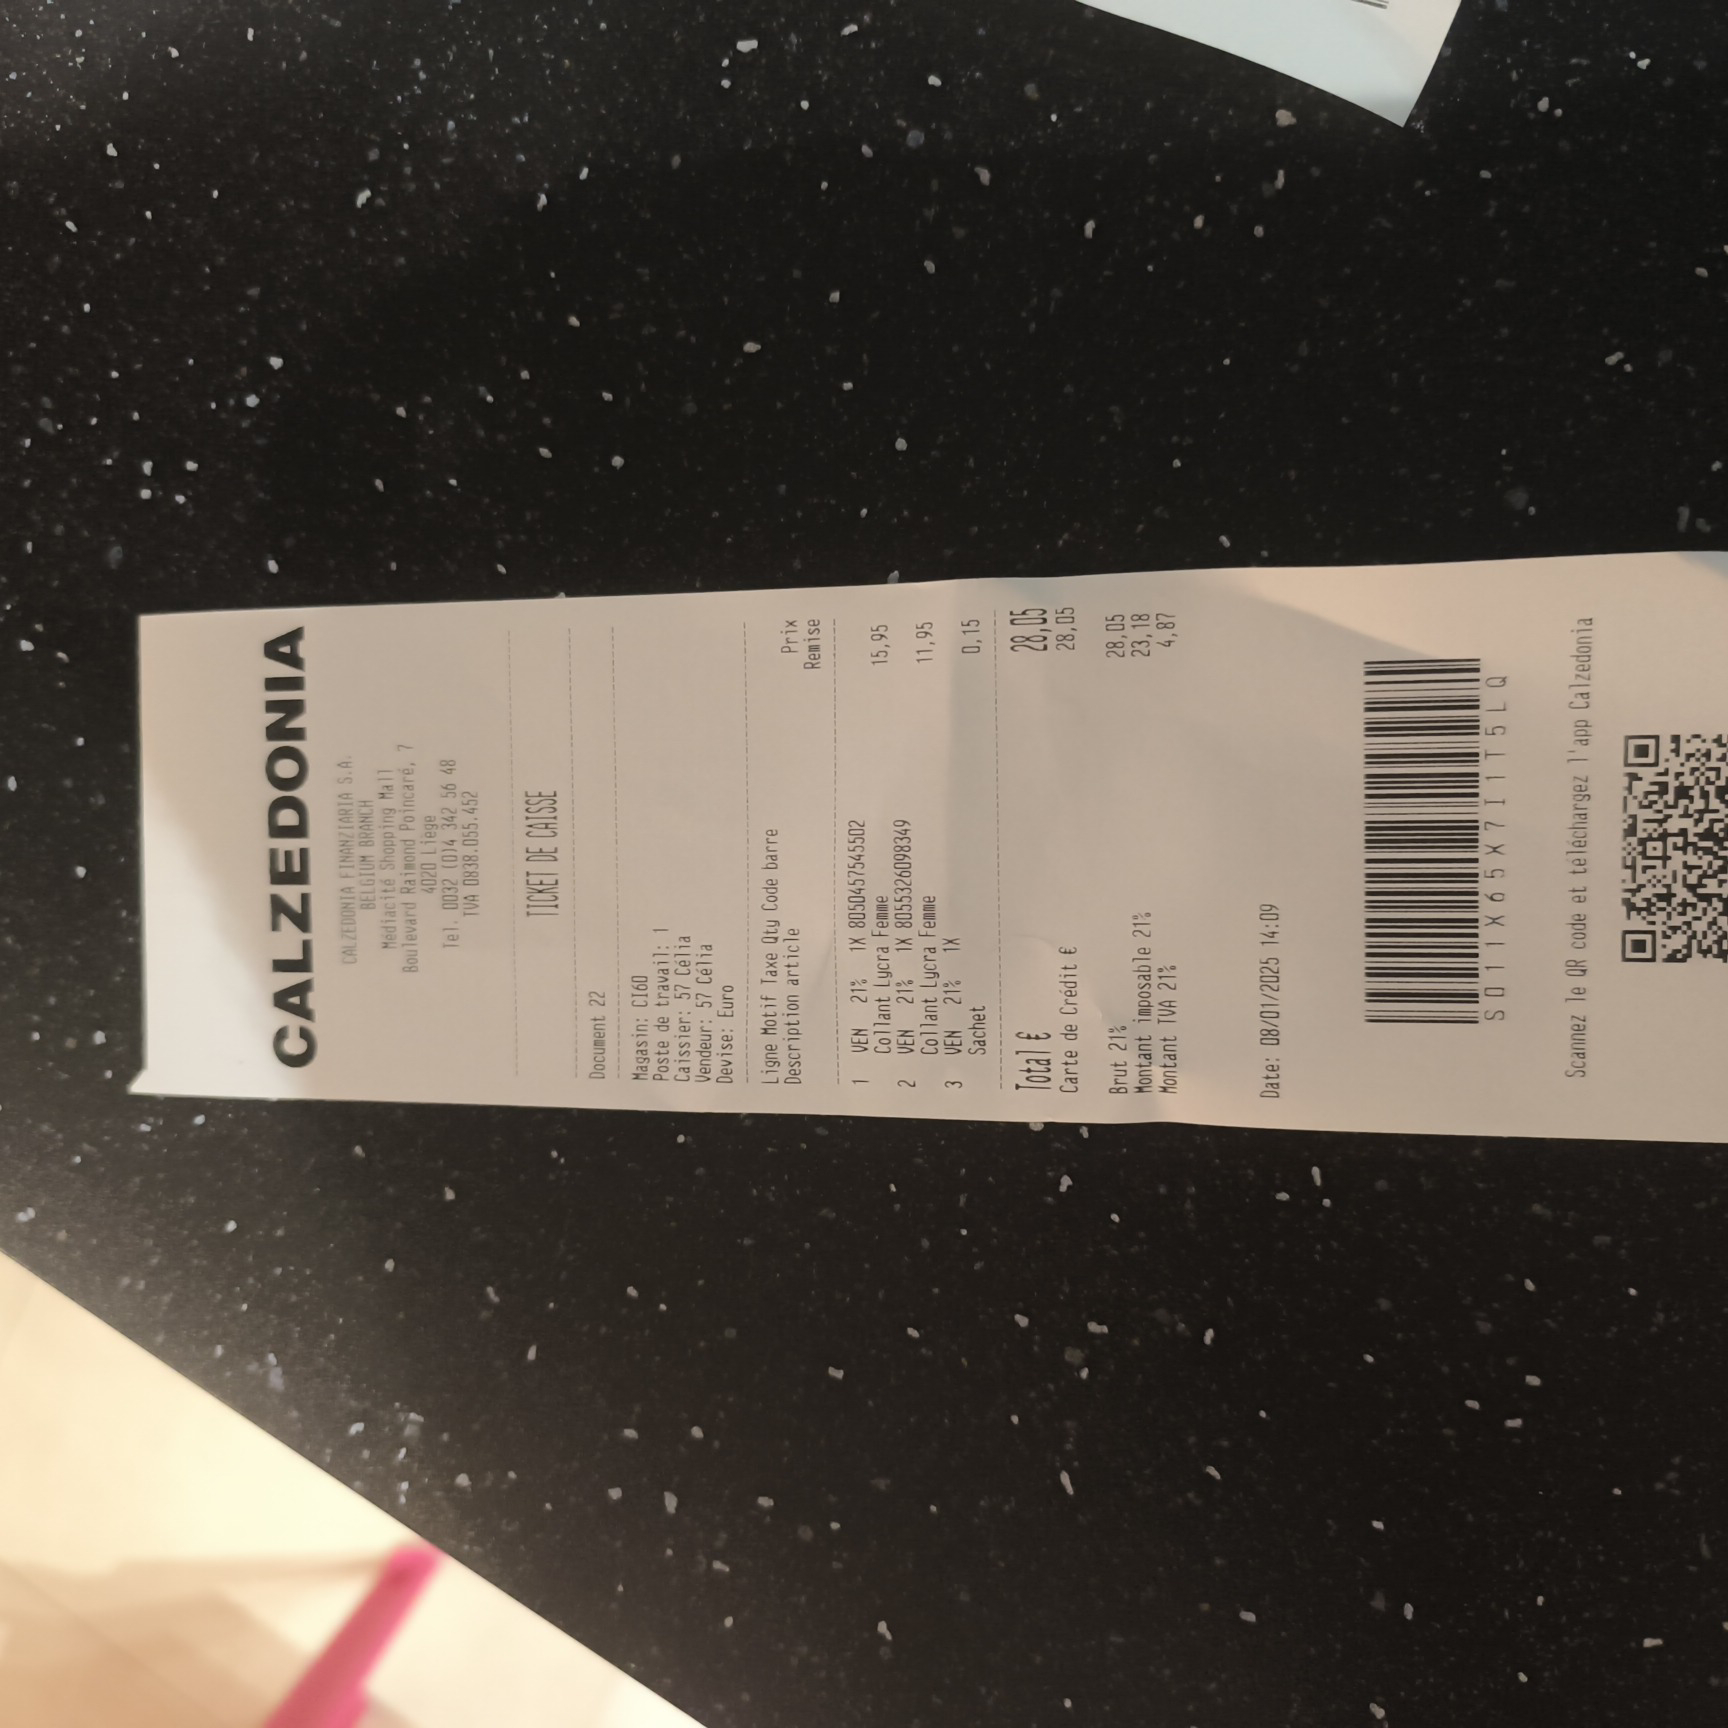 CALZEDONIA
CALZEDONIA FINANZIARIA S.A.
BELGIUM BRANCH
Médiacité Shopping Mall
Boulevard Raimond Poincaré, 7
4020 Liège
Tel. 0032 (0)4 342 56 48
TVA 0838.055.452
TICKET DE CAISSE
Document 22
Magasin: CI6O
Poste de travail: 1
Caissier: 57 Célia
Vendeur: 57 Célia
Devise: Euro
Ligne Motif Taxe Qty Code barre Prix
Description article Remise
1 VEN 21% 1X 8050457545502 15,95
Collant Lycra Femme
2 VEN 21% 1X 8055326098349 11,95
Collant Lycra Femme
3 VEN 21% 1X 0,15
Sachet
Total € 28,05
Carte de Crédit € 28,05
Brut 21% 28,05
Montant imposable 21% 23,18
Montant TVA 21% 4,87
Date: 08/01/2025 14:09
S011X65X7I1T5LQ
Scannez le QR code et téléchargez l'app Calzedonia